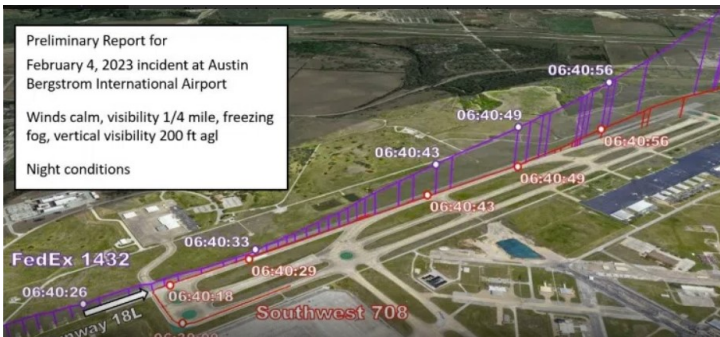 Preliminary Report for
February 4, 2023 incident at Austin
Bergstrom International Airport
Winds calm, visibility 1/4 mile, freezing
fog, vertical visibility 200 ft agl
Night conditions
06:40:56
06:40:49
06:40:56
06:40:43
06:40:49
06:40:43
06:40:33
FedEx 1432
06:40:29
06:40:26
06:40:18
Southwest 708
18L